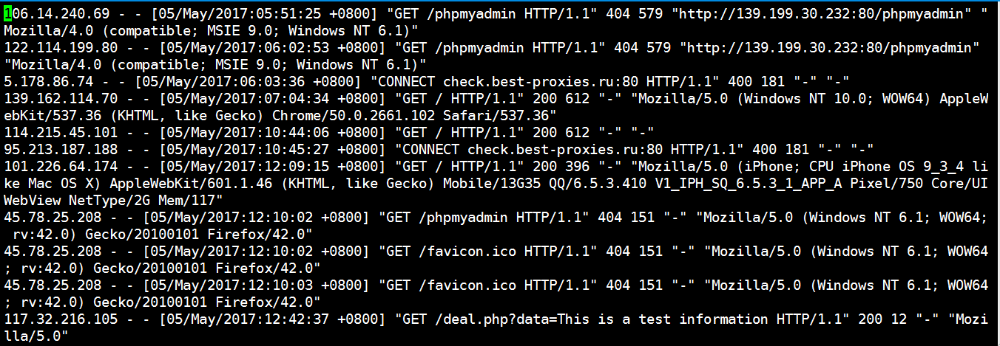 106.14.240.69 - - [05/May/2017:05:51:25 +0800] "GET /phpmyadmin HTTP/1.1" 404 579 "http://139.199.30.232:80/phpmyadmin" "
Mozilla/4.0 (compatible; MSIE 9.0; Windows NT 6.1)"
122.114.199.80 - - [05/May/2017:06:02:53 +0800] "GET /phpmyadmin HTTP/1.1" 404 579 "http://139.199.30.232:80/phpmyadmin"
"Mozilla/4.0 (compatible; MSIE 9.0; Windows NT 6.1)"
5.178.86.74 - - [05/May/2017:06:03:36 +0800] "CONNECT check.best-proxies.ru:80 HTTP/1.1" 400 181 "-" "-"
139.162.114.70 - - [05/May/2017:07:04:34 +0800] "GET / HTTP/1.1" 200 612 "-" "Mozilla/5.0 (Windows NT 10.0; WOW64) AppleW
ebKit/537.36 (KHTML, like Gecko) Chrome/50.0.2661.102 Safari/537.36"
114.215.45.101 - - [05/May/2017:10:44:06 +0800] "GET / HTTP/1.1" 200 612 "-" "-"
95.213.187.188 - - [05/May/2017:10:45:27 +0800] "CONNECT check.best-proxies.ru:80 HTTP/1.1" 400 181 "-" "-"
101.226.64.174 - - [05/May/2017:12:09:15 +0800] "GET / HTTP/1.1" 200 396 "-" "Mozilla/5.0 (iPhone; CPU iPhone OS 9_3_4 li
ke Mac OS X) AppleWebKit/601.1.46 (KHTML, like Gecko) Mobile/13G35 QQ/6.5.3.410 V1_IPH_SQ_6.5.3_1_APP_A Pixel/750 Core/UI
WebView NetType/2G Mem/117"
45.78.25.208 - - [05/May/2017:12:10:02 +0800] "GET /phpmyadmin HTTP/1.1" 404 151 "-" "Mozilla/5.0 (Windows NT 6.1; WOW64;
 rv:42.0) Gecko/20100101 Firefox/42.0"
45.78.25.208 - - [05/May/2017:12:10:02 +0800] "GET /favicon.ico HTTP/1.1" 404 151 "-" "Mozilla/5.0 (Windows NT 6.1; WOW64
; rv:42.0) Gecko/20100101 Firefox/42.0"
45.78.25.208 - - [05/May/2017:12:10:03 +0800] "GET /favicon.ico HTTP/1.1" 404 151 "-" "Mozilla/5.0 (Windows NT 6.1; WOW64
; rv:42.0) Gecko/20100101 Firefox/42.0"
117.32.216.105 - - [05/May/2017:12:42:37 +0800] "GET /deal.php?data=This is a test information HTTP/1.1" 200 12 "-" "Mozi
lla/5.0"